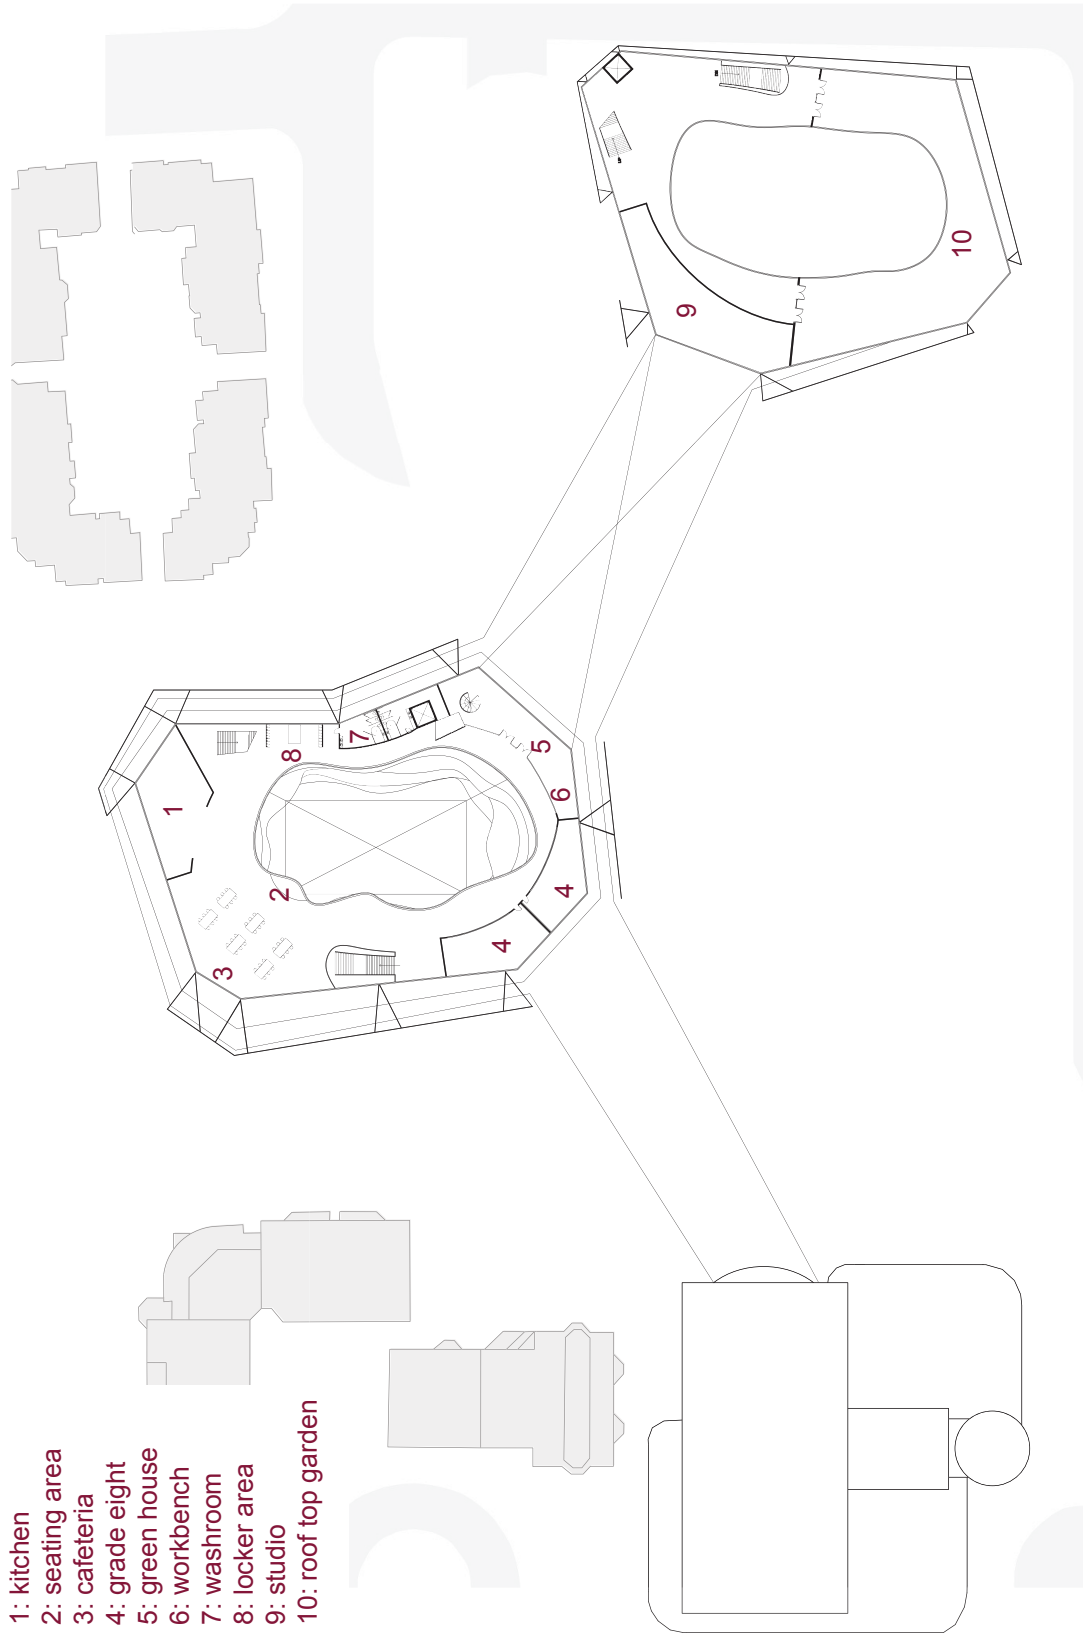 1: kitchen
2: seating area
3: cafeteria
4: grade eight
5: green house
6: workbench
7: washroom
8: locker area
9: studio
10: roof top garden
3
1
2
8
7
4
4
6
5
9
10